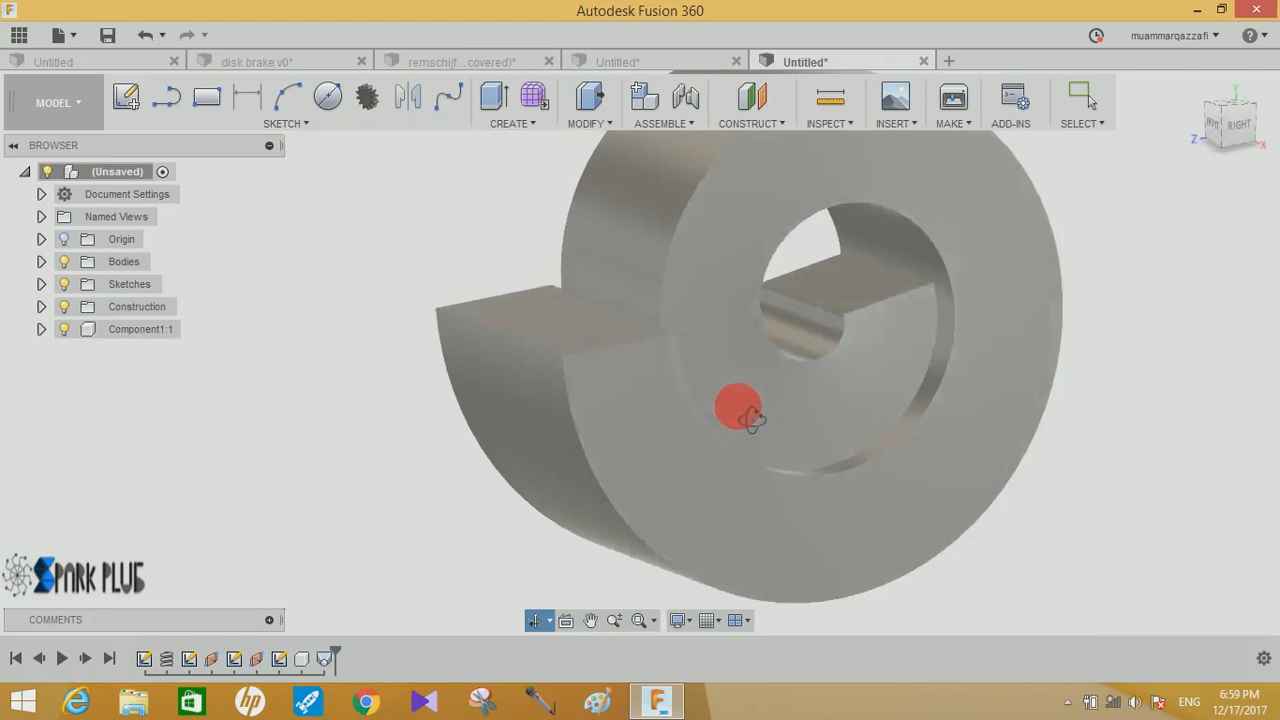 Autodesk Fusion 360
muammarqazzafi
Untitled
disk brake v0*
remschijf...covered)*
Untitled*
Untitled*
MODEL
SKETCH
CREATE
MODIFY
ASSEMBLE
CONSTRUCT
INSPECT
INSERT
MAKE
ADD-INS
SELECT
RIGHT
Z
X
BROWSER
(Unsaved)
Document Settings
Named Views
Origin
Bodies
Sketches
Construction
Component1:1
SPARK PLUG
COMMENTS
ENG
6:59 PM
12/17/2017